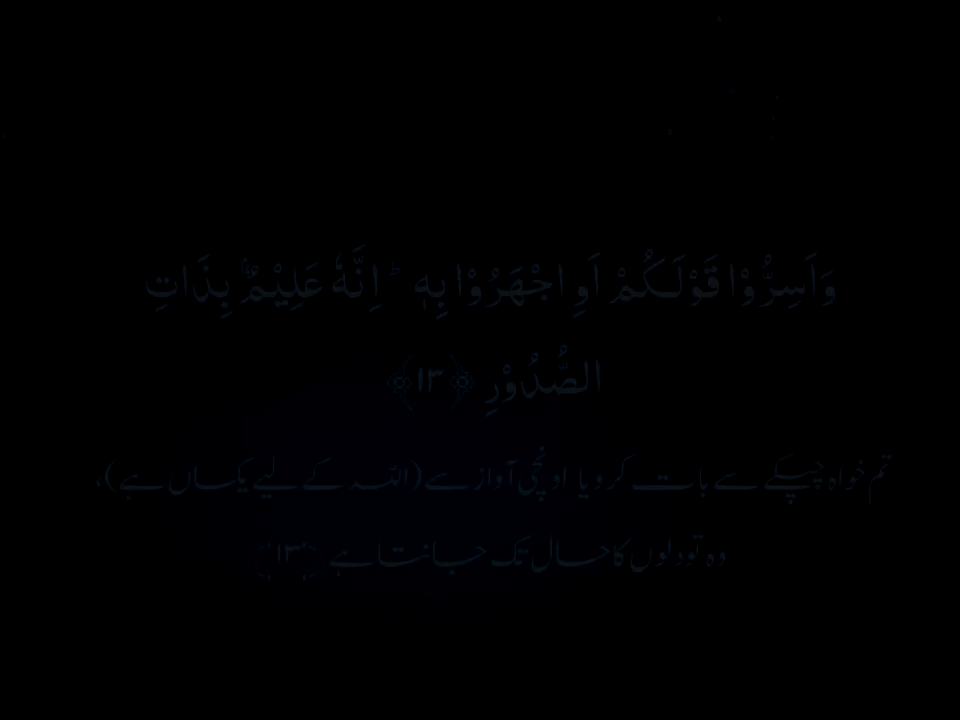 وَاَسِرُّوْا قَوْلَكُمْ اَوِ اجْهَرُوْا بِهٖ ؕ اِنَّهٗ عَلِیْمٌۢ بِذَاتِ
الصُّدُوْرِ ﴿۱۳﴾
تم خواہ چپکے سے بات کرو یا اونچی آواز سے (اللہ کے لیے یکساں ہے)،
وہ تو دلوں کا حال تک جانتا ہے ﴿۱۳﴾